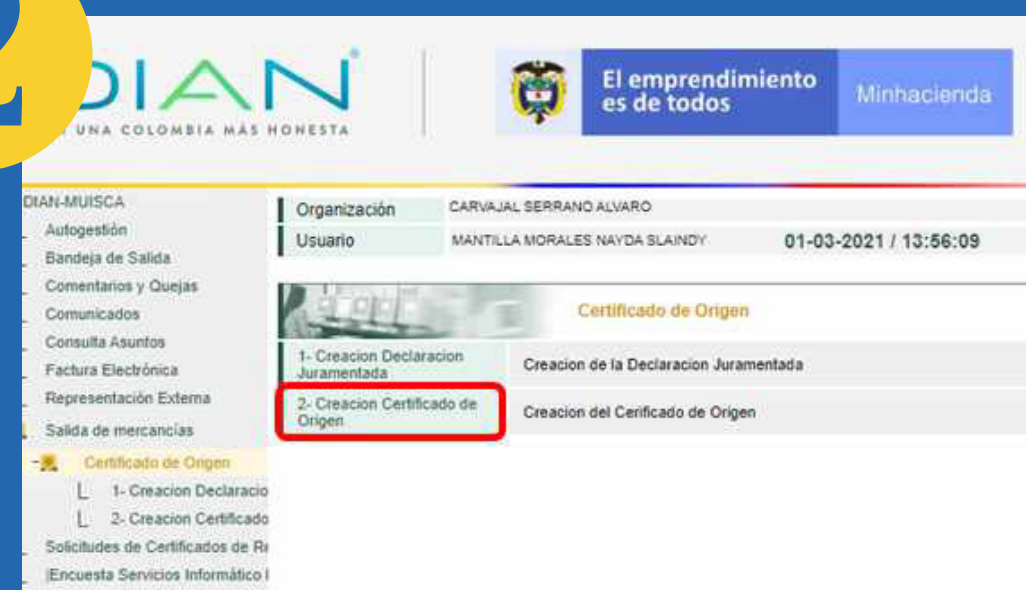 2
DIAN
UNA COLOMBIA MÁS HONESTA
El emprendimiento
es de todos
Minhacienda
DIAN-MUISCA
Autogestión
Bandeja de Salida
Comentarios y Quejas
Comunicados
Consulta Asuntos
Factura Electrónica
Representación Externa
Salida de mercancías
Certificado de Origen
1- Creacion Declaracio
2- Creacion Certificado
Solicitudes de Certificados de Re
Encuesta Servicios Informático
Organización CARVAJAL SERRANO ALVARO
Usuario MANTILLA MORALES NAYDA SLAINDY 01-03-2021 / 13:56:09
Certificado de Origen
1- Creacion Declaracion
Juramentada
Creacion de la Declaracion Juramentada
2- Creacion Certificado de
Origen
Creacion del Cerificado de Origen